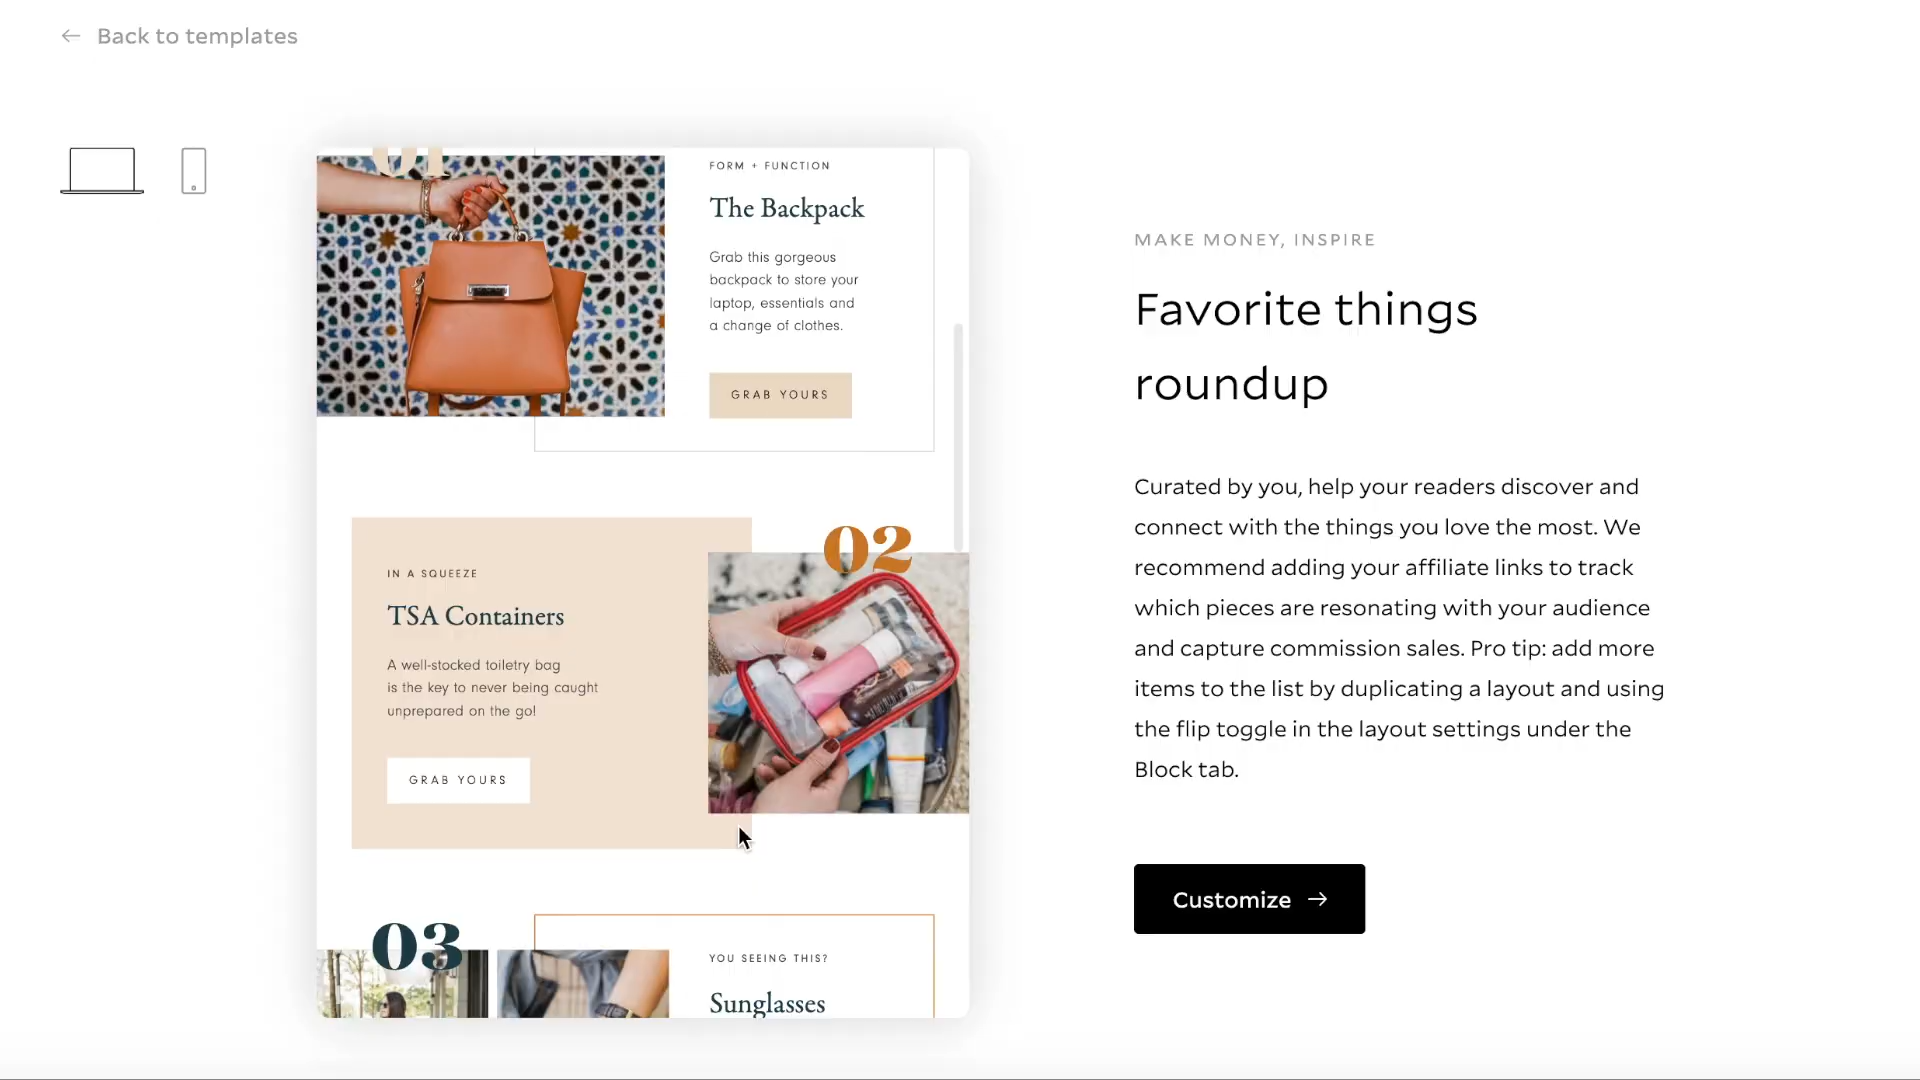 Back to templates
01
FORM + FUNCTION
The Backpack
Grab this gorgeous
backpack to store your
laptop, essentials and
a change of clothes.
GRAB YOURS
02
IN A SQUEEZE
TSA Containers
A well-stocked toiletry bag
is the key to never being caught
unprepared on the go!
GRAB YOURS
03
YOU SEEING THIS?
Sunglasses
MAKE MONEY, INSPIRE
Favorite things
roundup
Curated by you, help your readers discover and
connect with the things you love the most. We
recommend adding your affiliate links to track
which pieces are resonating with your audience
and capture commission sales. Pro tip: add more
items to the list by duplicating a layout and using
the flip toggle in the layout settings under the
Block tab.
Customize